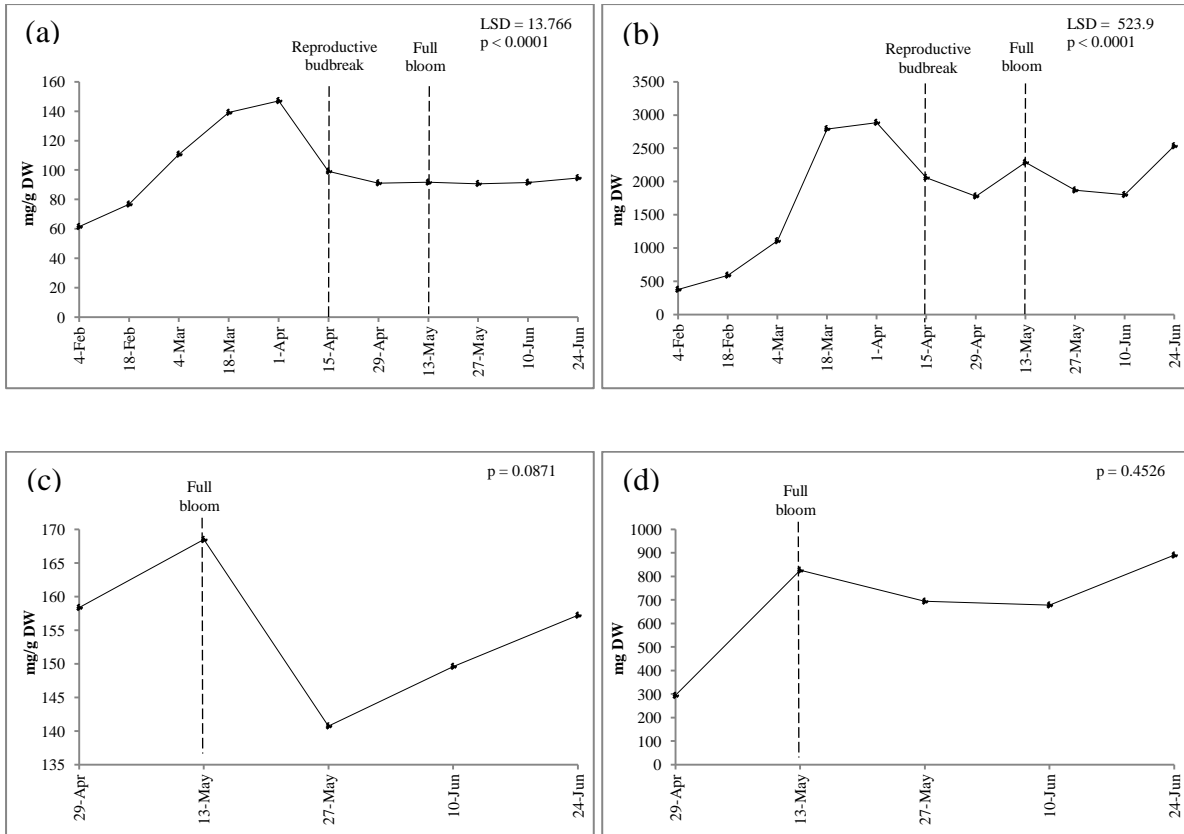 (a)
LSD = 13.766
p < 0.0001
Reproductive
budbreak
Full
bloom
mg/g DW
160
140
120
100
80
60
40
20
0
4-Feb
18-Feb
4-Mar
18-Mar
1-Apr
15-Apr
29-Apr
13-May
27-May
10-Jun
24-Jun
(b)
LSD = 523.9
p < 0.0001
Reproductive
budbreak
Full
bloom
mg DW
3500
3000
2500
2000
1500
1000
500
0
4-Feb
18-Feb
4-Mar
18-Mar
1-Apr
15-Apr
29-Apr
13-May
27-May
10-Jun
24-Jun
(c)
p = 0.0871
Full
bloom
mg/g DW
170
165
160
155
150
145
140
135
29-Apr
13-May
27-May
10-Jun
24-Jun
(d)
p = 0.4526
Full
bloom
mg DW
1000
900
800
700
600
500
400
300
200
100
0
29-Apr
13-May
27-May
10-Jun
24-Jun